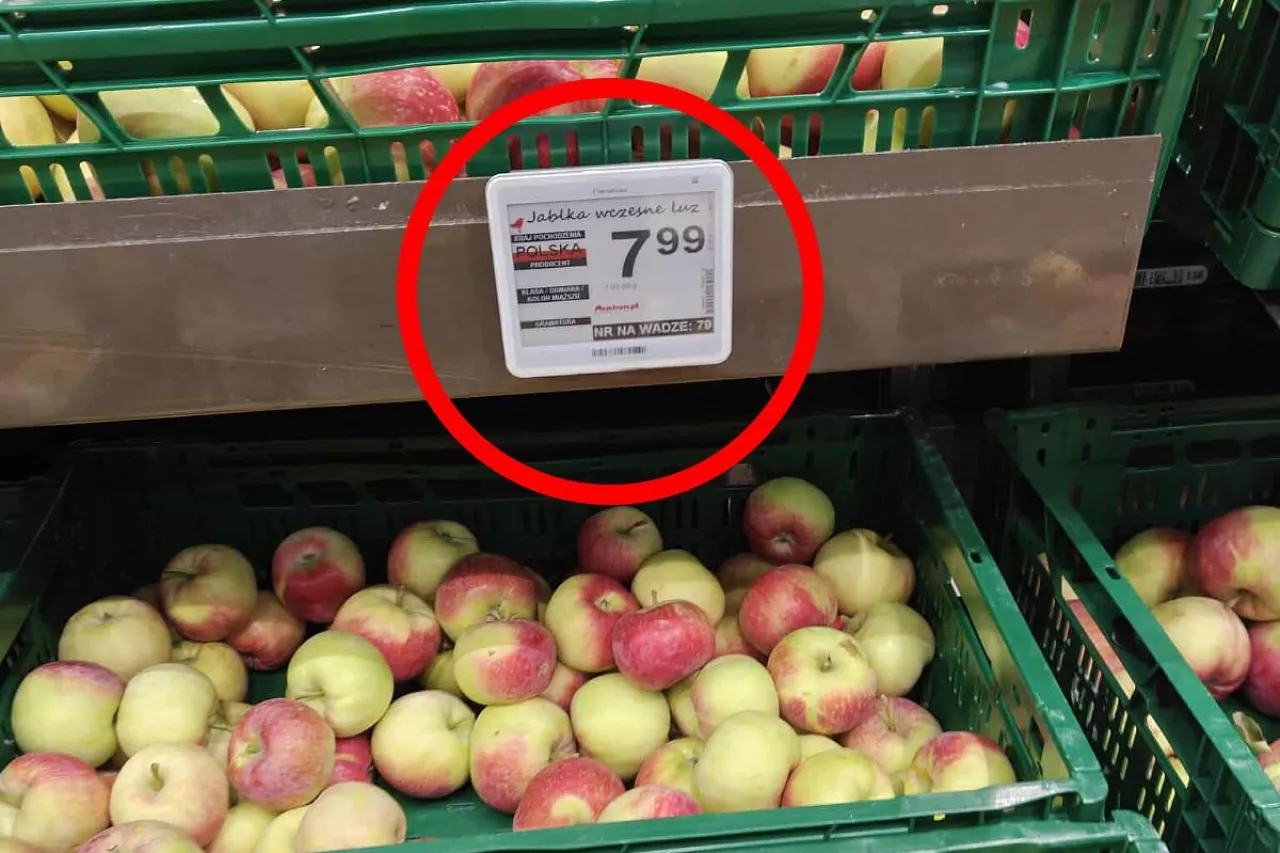 Jabłka wczesne luz
KRAJ POCHODZENIA
POLSKA
PRODUCENT
7 99
KLASA / ODMIANA /
KOLOR MIĄŻSZU
Auchan.pl
GRAMATURA
NR NA WADZE: 79